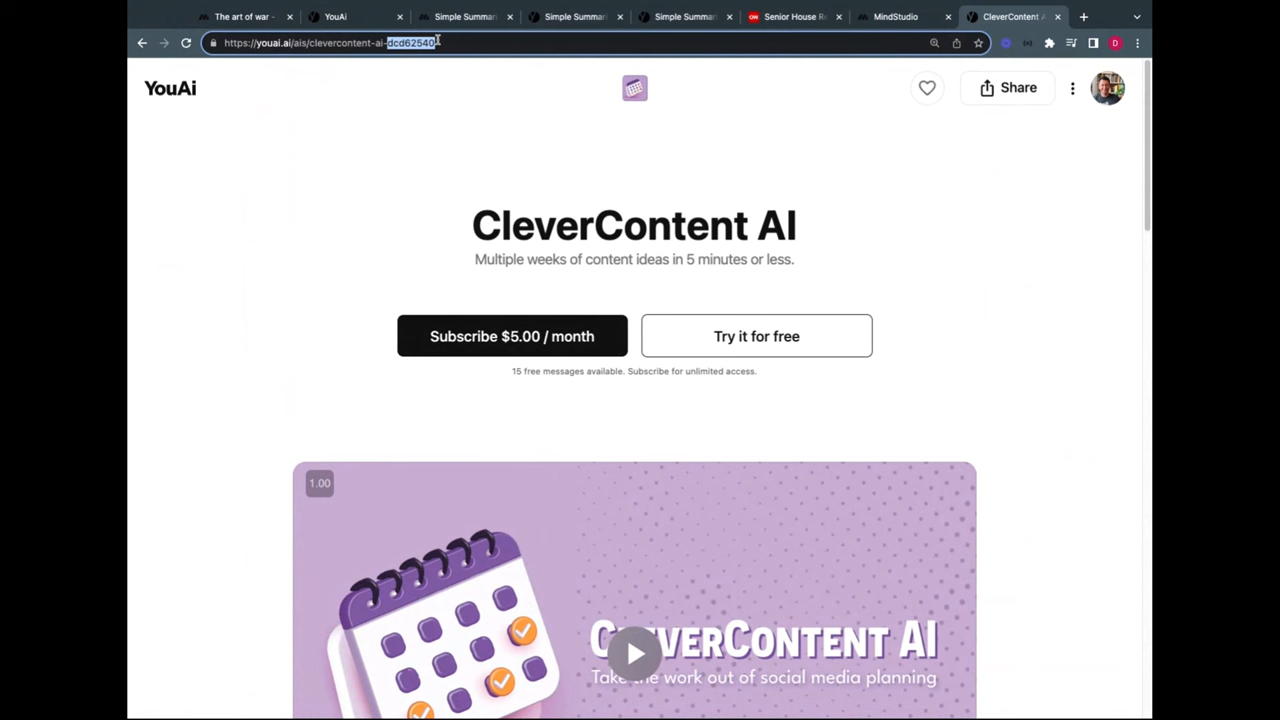 The art of war -
YouAi
Simple Summari
Simple Summari
Simple Summar
Senior House Re
MindStudio
CleverContent A
https://youai.ai/ais/clevercontent-ai-dcd62540
D
YouAi
Share
CleverContent AI
Multiple weeks of content ideas in 5 minutes or less.
Subscribe $5.00 / month
Try it for free
15 free messages available. Subscribe for unlimited access.
1.00
CLEVERCONTENT AI
Take the work out of social media planning